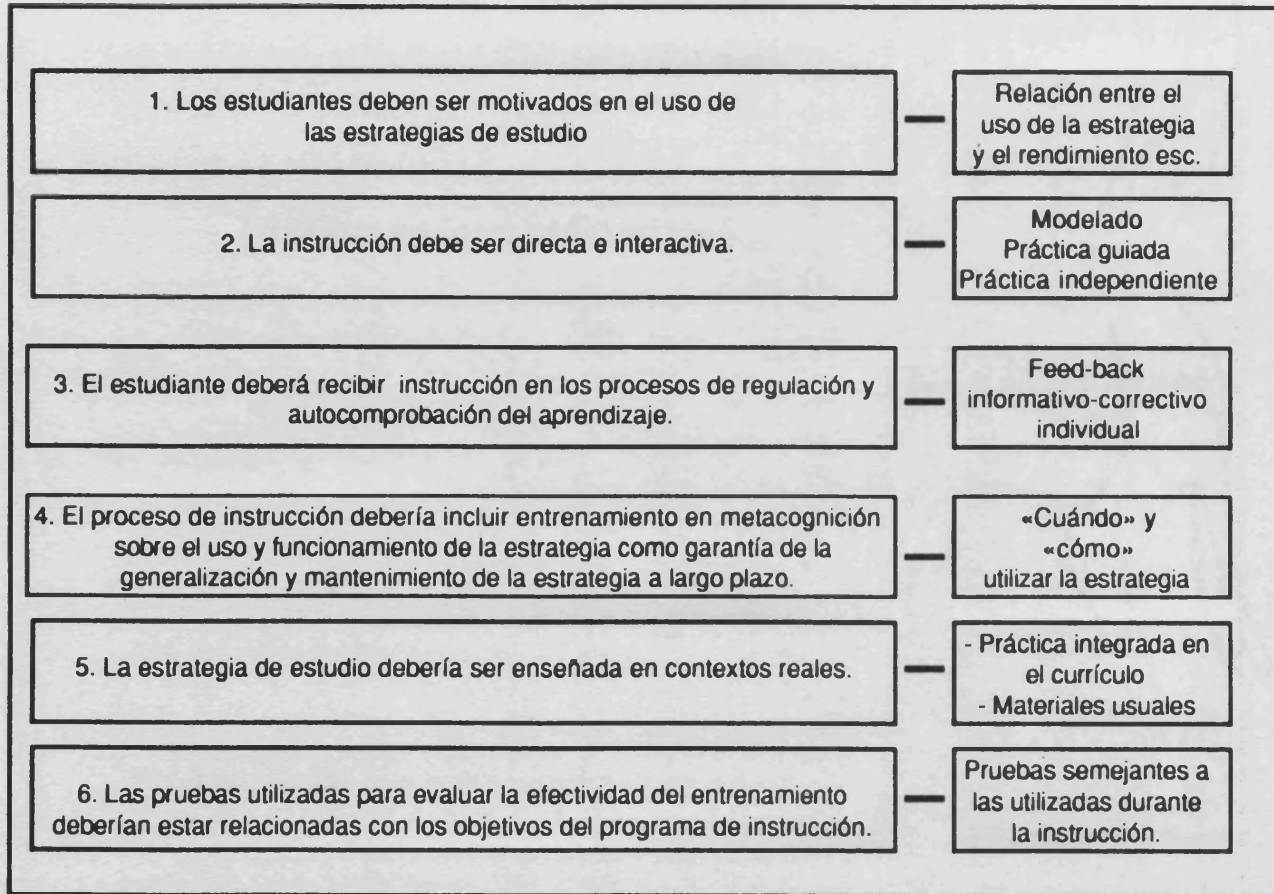 1. Los estudiantes deben ser motivados en el uso de
las estrategias de estudio
Relación entre el
uso de la estrategia
y el rendimiento esc.
2. La instrucción debe ser directa e interactiva.
Modelado
Práctica guiada
Práctica independiente
3. El estudiante deberá recibir instrucción en los procesos de regulación y
autocomprobación del aprendizaje.
Feed-back
informativo-correctivo
individual
4. El proceso de instrucción debería incluir entrenamiento en metacognición
sobre el uso y funcionamiento de la estrategia como garantía de la
generalización y mantenimiento de la estrategia a largo plazo.
«Cuándo» y
«cómo»
utilizar la estrategia
5. La estrategia de estudio debería ser enseñada en contextos reales.
- Práctica integrada en
el currículo
- Materiales usuales
6. Las pruebas utilizadas para evaluar la efectividad del entrenamiento
deberían estar relacionadas con los objetivos del programa de instrucción.
Pruebas semejantes a
las utilizadas durante
la instrucción.